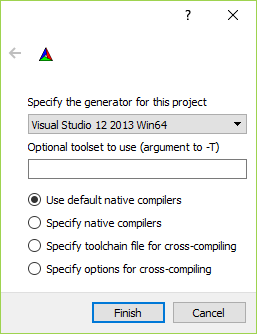 ?
Specify the generator for this project
Visual Studio 12 2013 Win64
Optional toolset to use (argument to -T)
Use default native compilers
Specify native compilers
Specify toolchain file for cross-compiling
Specify options for cross-compiling
Finish
Cancel